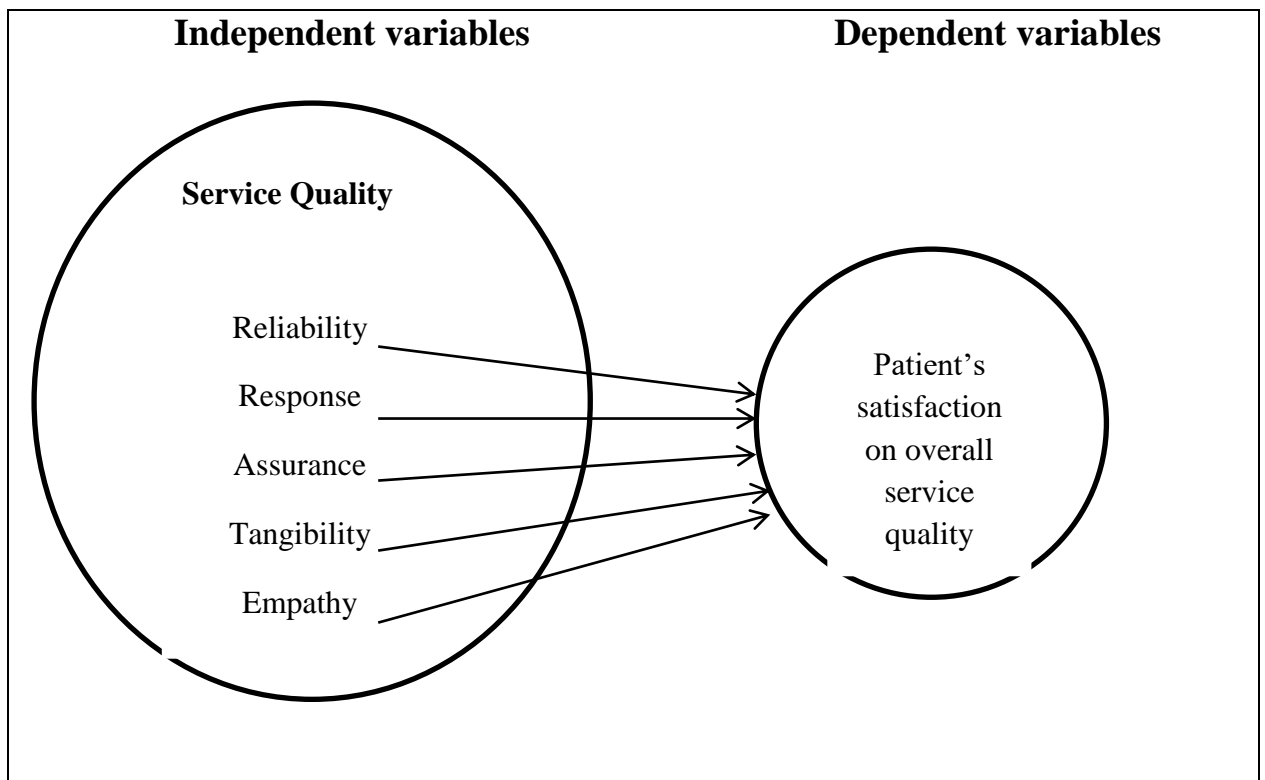 Independent variables
Dependent variables
Service Quality
Reliability
Response
Assurance
Tangibility
Empathy
Patient’s
satisfaction
on overall
service
quality